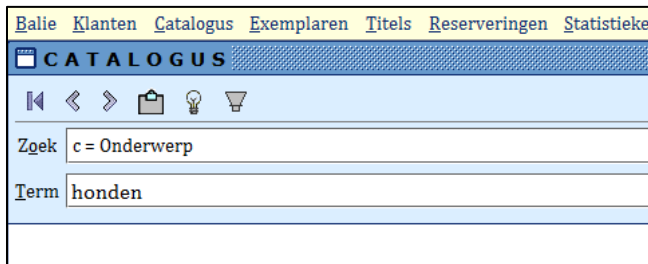 Balie Klanten Catalogus Exemplaren Titels Reserveringen Statistieke
CATALOGUS
Zoek c = Onderwerp
Term honden